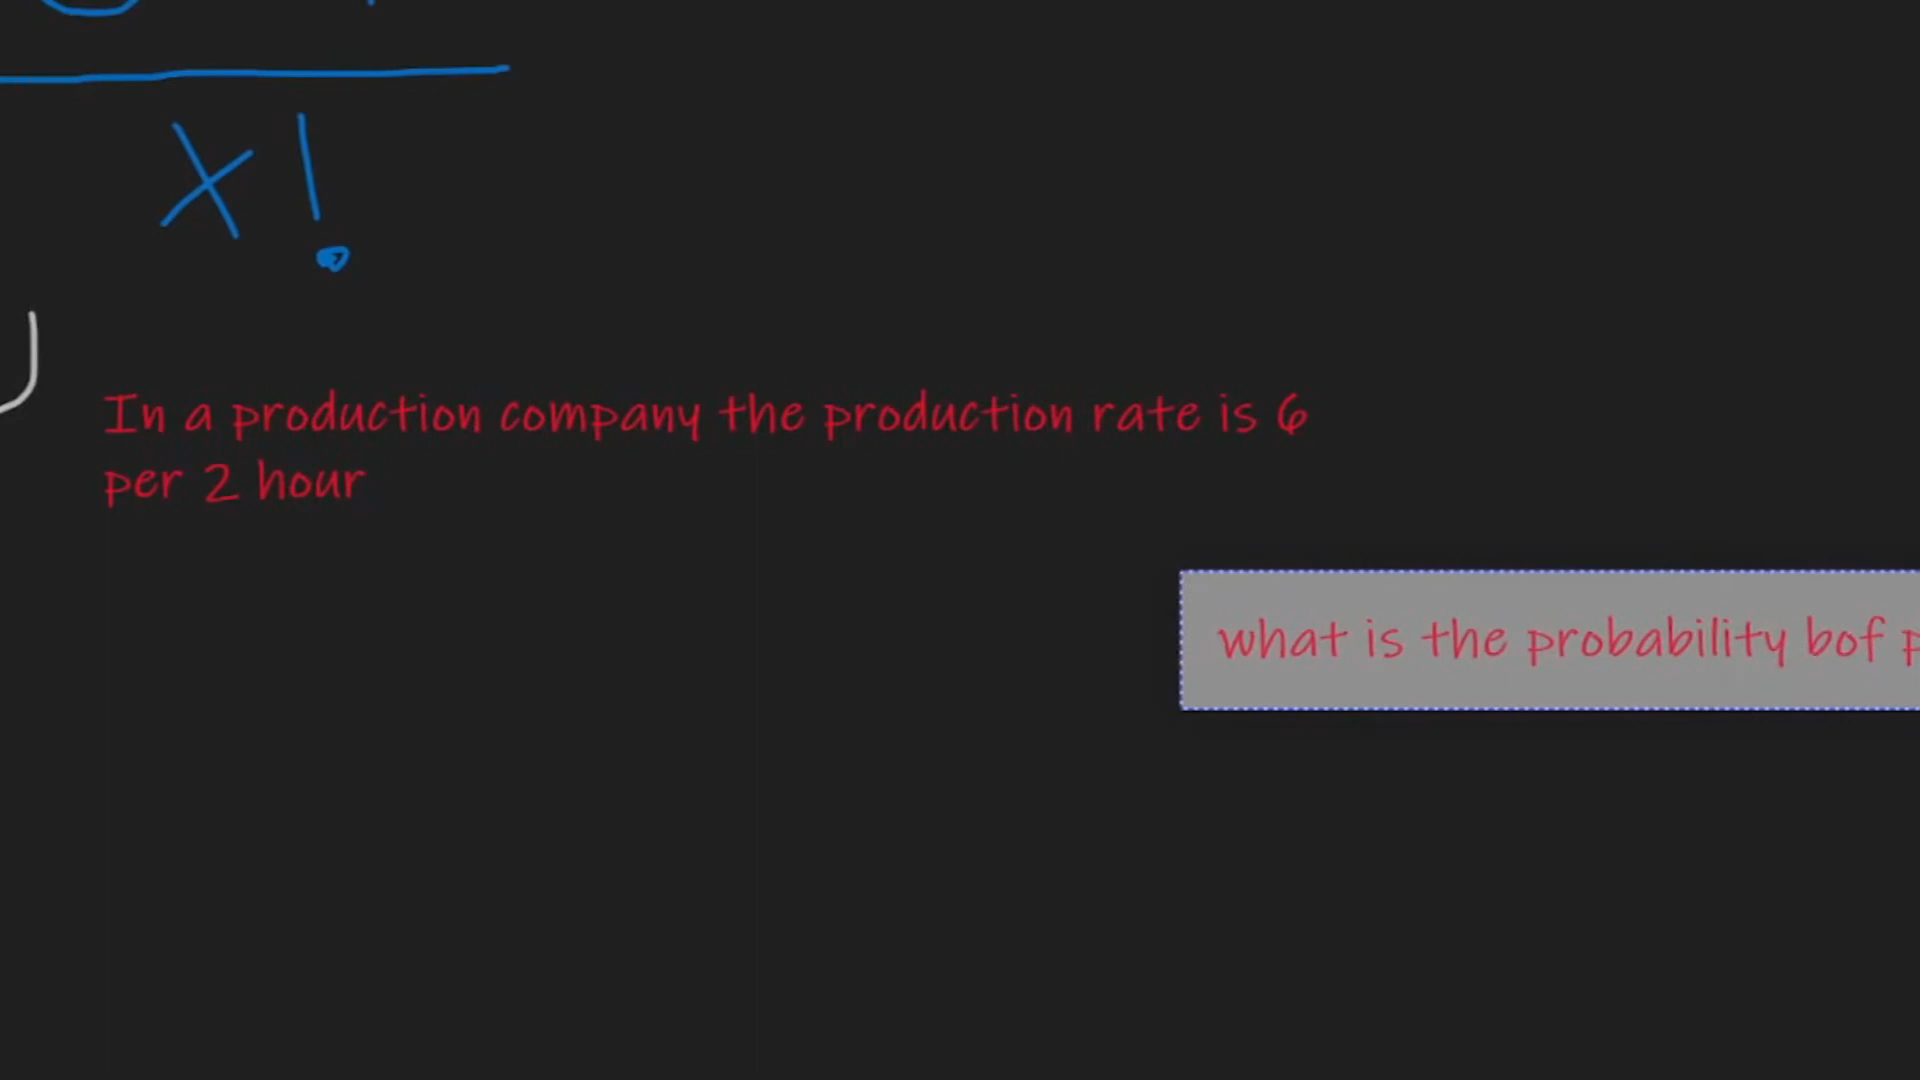 X!
In a production company the production rate is 6
per 2 hour
what is the probability bof p